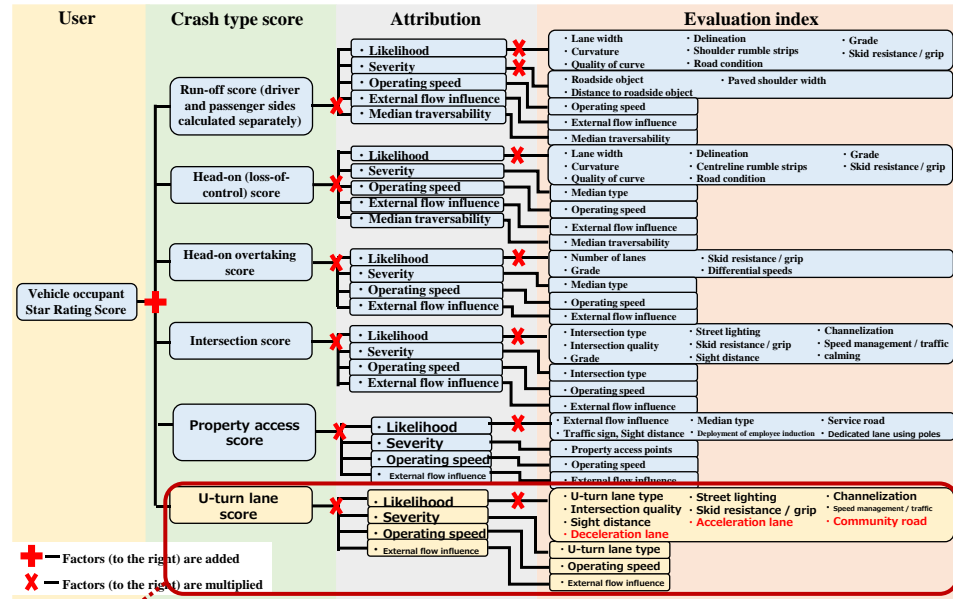 User Crash type score Attribution Evaluation index
Vehicle occupant
Star Rating Score
Run-off score (driver
and passenger sides
calculated separately)
・Likelihood
・Severity
・Operating speed
・External flow influence
・Median traversability
・Lane width ・Delineation ・Grade
・Curvature ・Shoulder rumble strips ・Skid resistance / grip
・Quality of curve ・Road condition
・Roadside object ・Paved shoulder width
・Distance to roadside object
・Operating speed
・External flow influence
・Median traversability
Head-on (loss-of-
control) score
・Likelihood
・Severity
・Operating speed
・External flow influence
・Median traversability
・Lane width ・Delineation ・Grade
・Curvature ・Centreline rumble strips ・Skid resistance / grip
・Quality of curve ・Road condition
・Median type
・Operating speed
・External flow influence
・Median traversability
Head-on overtaking
score
・Likelihood
・Severity
・Operating speed
・External flow influence
・Number of lanes ・Skid resistance / grip
・Grade ・Differential speeds
・Median type
・Operating speed
・External flow influence
Intersection score
・Likelihood
・Severity
・Operating speed
・External flow influence
・Intersection type ・Street lighting ・Channelization
・Intersection quality ・Skid resistance / grip ・Speed management / traffic
・Grade ・Sight distance ・calming
・Intersection type
・Operating speed
・External flow influence
Property access
score
・Likelihood
・Severity
・Operating speed
・External flow influence
・External flow influence ・Median type ・Service road
・Traffic sign, Sight distance ・Deployment of employee induction ・Dedicated lane using poles
・Property access points
・Operating speed
・External flow influence
U-turn lane
score
・Likelihood
・Severity
・Operating speed
・External flow influence
・U-turn lane type ・Street lighting ・Channelization
・Intersection quality ・Skid resistance / grip ・Speed management / traffic
・Sight distance ・Acceleration lane ・Community road
・Deceleration lane
・U-turn lane type
・Operating speed
・External flow influence
Factors (to the right) are added
Factors (to the right) are multiplied